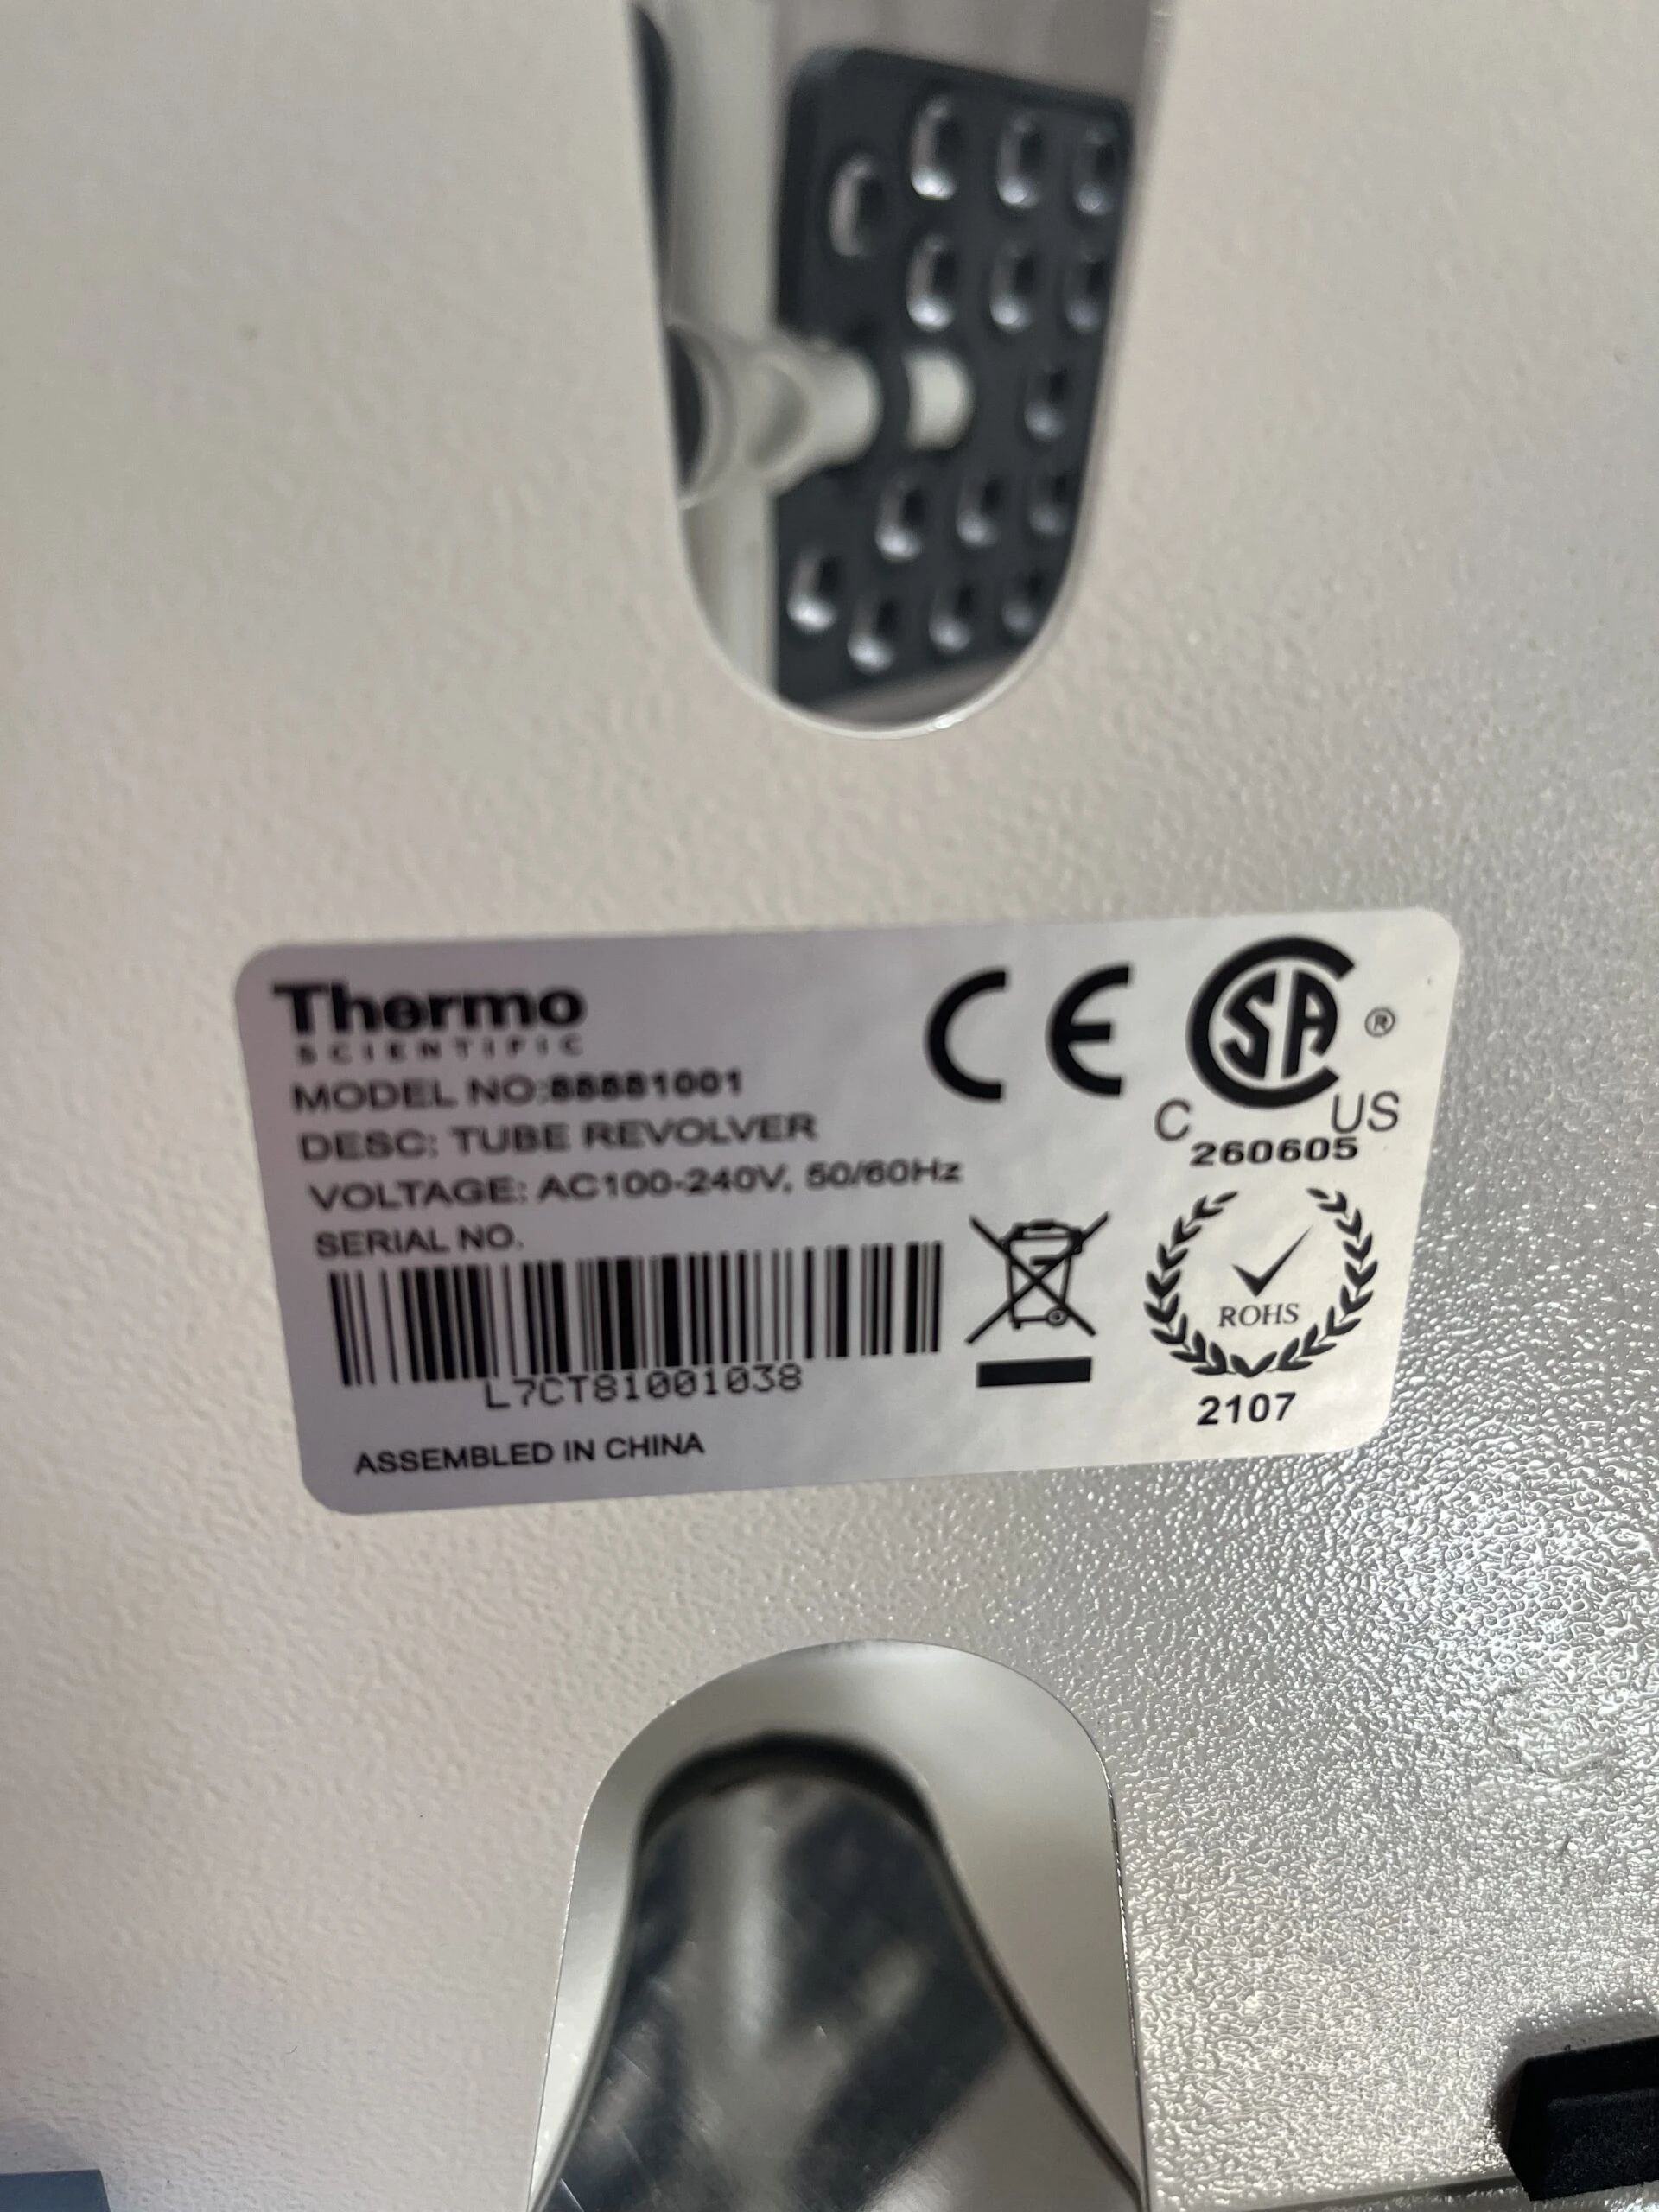 Thermo
SCIENTIFIC
MODEL NO:88881001
DESC: TUBE REVOLVER
VOLTAGE: AC100-240V, 50/60Hz
SERIAL NO.
L7CT81001038
ASSEMBLED IN CHINA
CE
CSA ®
C US
260605
ROHS
2107